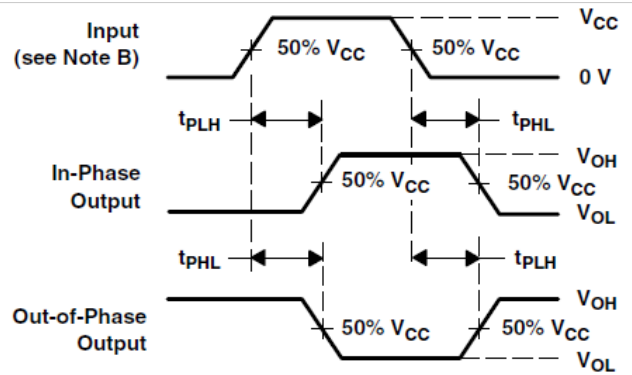 Input
(see Note B)
50% VCC
50% VCC
VCC
0 V
tPLH
tPHL
In-Phase
Output
50% VCC
50% VCC
VOH
VOL
tPHL
tPLH
Out-of-Phase
Output
50% VCC
50% VCC
VOH
VOL